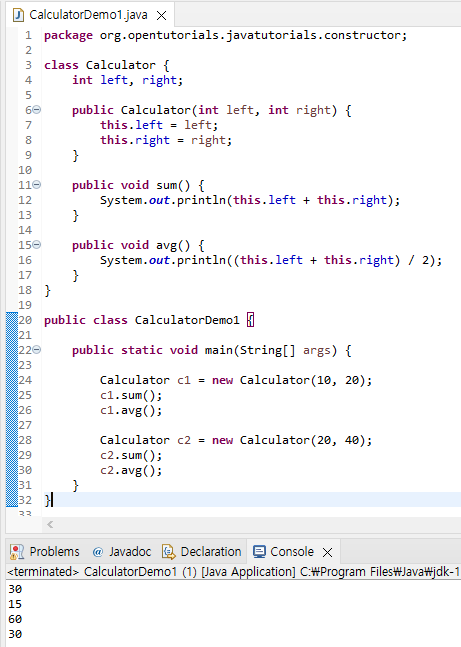 CalculatorDemo1.java
1 package org.opentutorials.javatutorials.constructor;
2
3 class Calculator {
4     int left, right;
5
6     public Calculator(int left, int right) {
7         this.left = left;
8         this.right = right;
9     }
10
11     public void sum() {
12         System.out.println(this.left + this.right);
13     }
14
15     public void avg() {
16         System.out.println((this.left + this.right) / 2);
17     }
18 }
19
20 public class CalculatorDemo1 {
21
22     public static void main(String[] args) {
23
24         Calculator c1 = new Calculator(10, 20);
25         c1.sum();
26         c1.avg();
27
28         Calculator c2 = new Calculator(20, 40);
29         c2.sum();
30         c2.avg();
31     }
32 }
33
Problems @ Javadoc Declaration Console
<terminated> CalculatorDemo1 (1) [Java Application] C:₩Program Files₩Java₩jdk-1
30
15
60
30